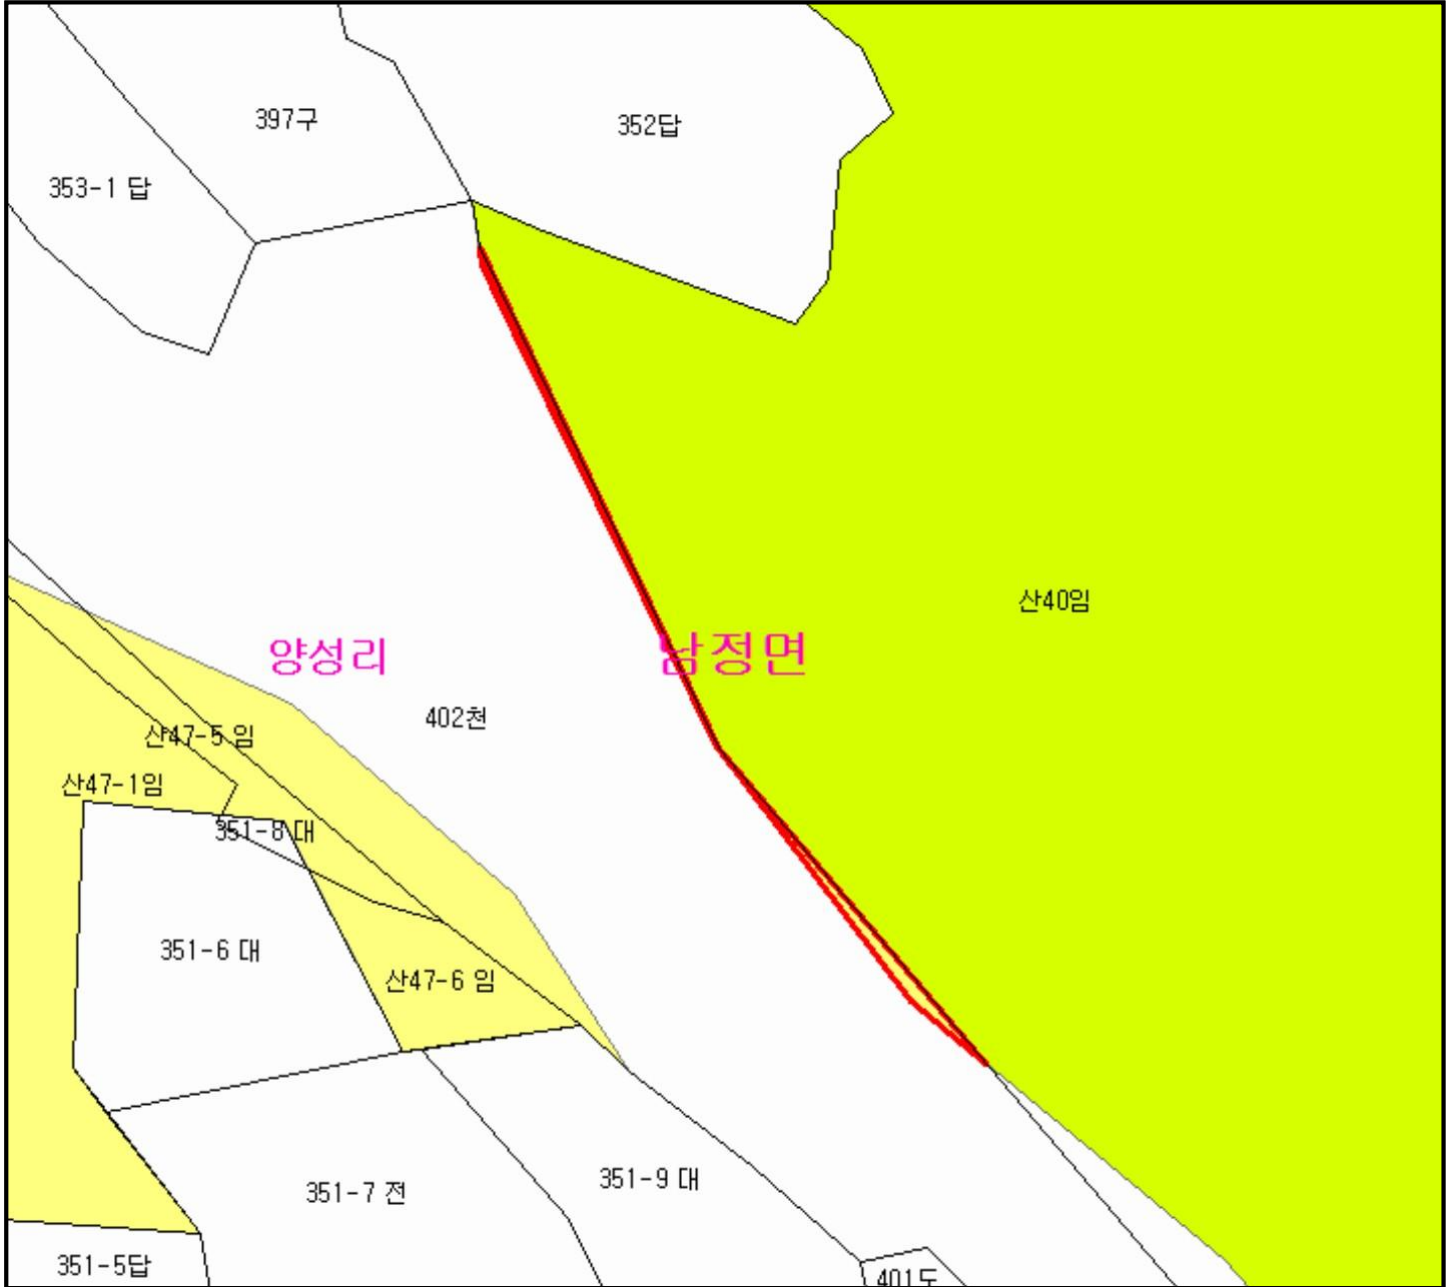 397구
352답
353-1 답
산40임
양성리
남정면
402천
산47-5 임
산47-1임
351-8 대
351-6 대
산47-6 임
351-9 대
351-7 전
351-5답
401도